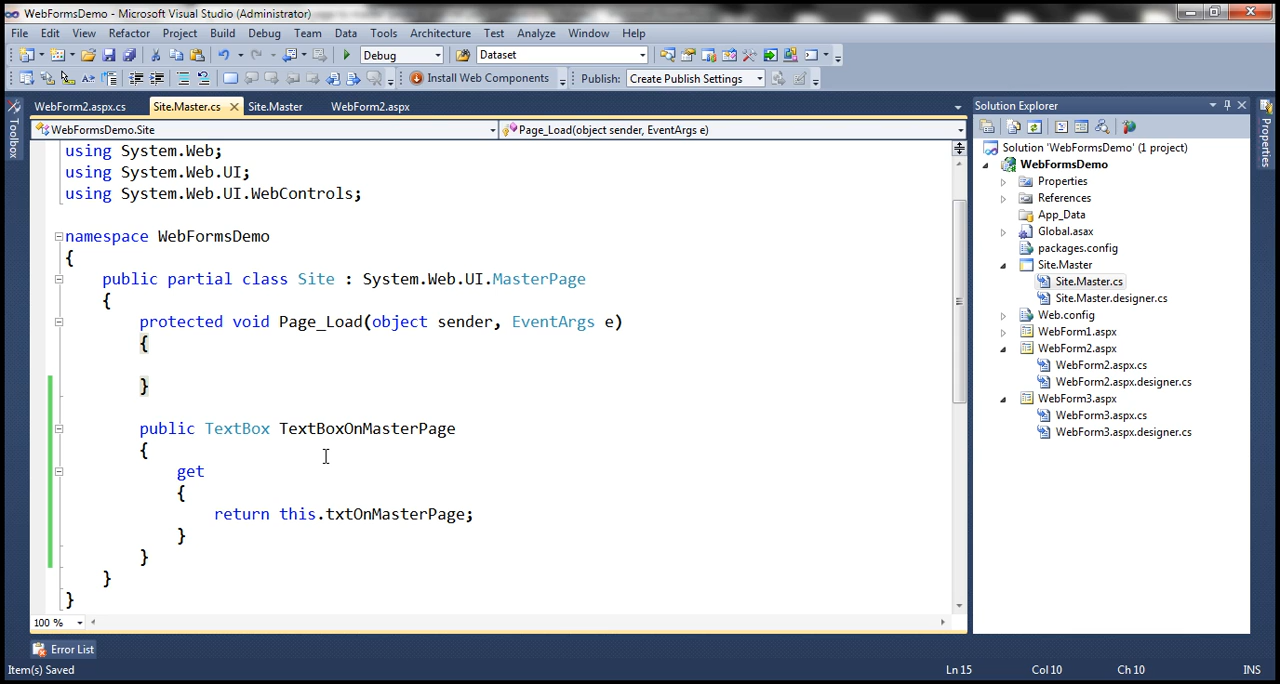 WebFormsDemo - Microsoft Visual Studio (Administrator)
File Edit View Refactor Project Build Debug Team Data Tools Architecture Test Analyze Window Help
Debug Dataset
Install Web Components Publish: Create Publish Settings
WebForm2.aspx.cs Site.Master.cs Site.Master WebForm2.aspx
WebFormsDemo.Site Page_Load(object sender, EventArgs e)
using System.Web;
using System.Web.UI;
using System.Web.UI.WebControls;
namespace WebFormsDemo
{
public partial class Site : System.Web.UI.MasterPage
{
protected void Page_Load(object sender, EventArgs e)
{
}
public TextBox TextBoxOnMasterPage
{
get
{
return this.txtOnMasterPage;
}
}
}
}
100 %
Toolbox
Solution Explorer
Solution 'WebFormsDemo' (1 project)
WebFormsDemo
Properties
References
App_Data
Global.asax
packages.config
Site.Master
Site.Master.cs
Site.Master.designer.cs
Web.config
WebForm1.aspx
WebForm2.aspx
WebForm2.aspx.cs
WebForm2.aspx.designer.cs
WebForm3.aspx
WebForm3.aspx.cs
WebForm3.aspx.designer.cs
Properties
Error List
Item(s) Saved Ln 15 Col 10 Ch 10 INS